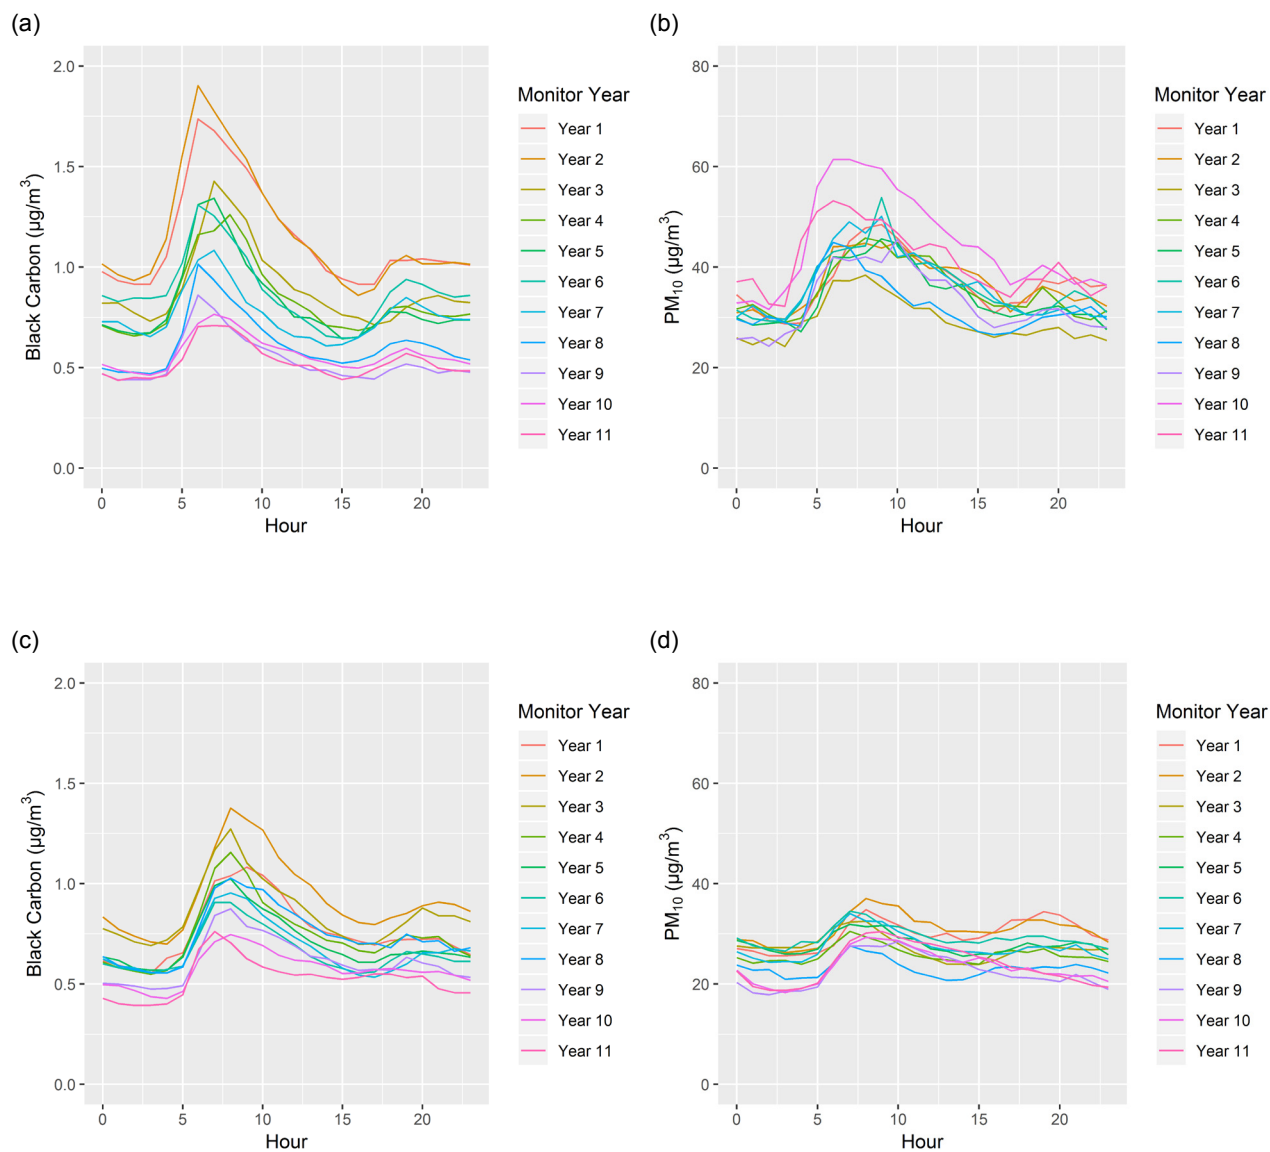 (a)
Black Carbon (µg/m³)
2.0
1.5
1.0
0.5
0.0
0 5 10 15 20
Hour
Monitor Year
Year 1
Year 2
Year 3
Year 4
Year 5
Year 6
Year 7
Year 8
Year 9
Year 10
Year 11
(b)
PM₁₀ (µg/m³)
80
60
40
20
0
0 5 10 15 20
Hour
Monitor Year
Year 1
Year 2
Year 3
Year 4
Year 5
Year 6
Year 7
Year 8
Year 9
Year 10
Year 11
(c)
Black Carbon (µg/m³)
2.0
1.5
1.0
0.5
0.0
0 5 10 15 20
Hour
Monitor Year
Year 1
Year 2
Year 3
Year 4
Year 5
Year 6
Year 7
Year 8
Year 9
Year 10
Year 11
(d)
PM₁₀ (µg/m³)
80
60
40
20
0
0 5 10 15 20
Hour
Monitor Year
Year 1
Year 2
Year 3
Year 4
Year 5
Year 6
Year 7
Year 8
Year 9
Year 10
Year 11